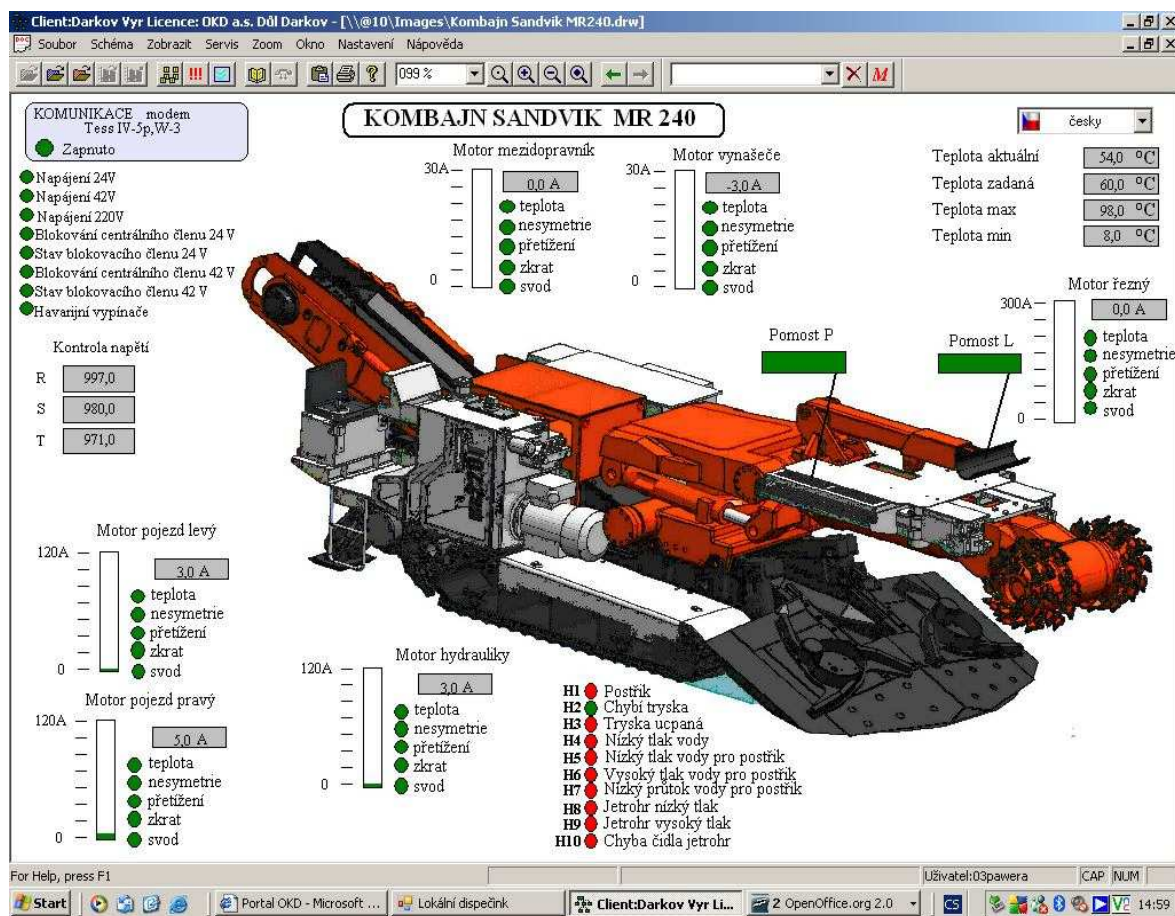 Client:Darkov Vyr Licence: OKD a.s. Důl Darkov - [\\@10\Images\Kombajn Sandvik MR240.drw]
Soubor Schéma Zobrazit Servis Zoom Okno Nastavení Nápověda
099 %
KOMUNIKACE modem
Tess IV-5p,W-3
Zapnuto
KOMBAJN SANDVIK MR 240
česky
Napájení 24V
Napájení 42V
Napájení 220V
Blokování centrálního členu 24 V
Stav blokovacího členu 24 V
Blokování centrálního členu 42 V
Stav blokovacího členu 42 V
Havarijní vypínače
Motor mezidopravník
30A
0,0 A
teplota
nesymetrie
přetížení
zkrat
0
svod
Motor vynašeče
30A
-3,0 A
teplota
nesymetrie
přetížení
zkrat
0
svod
Teplota aktuální 54,0 °C
Teplota zadaná 60,0 °C
Teplota max 98,0 °C
Teplota min 8,0 °C
Motor řezný
300A
0,0 A
teplota
nesymetrie
přetížení
zkrat
0
svod
Pomost P
Pomost L
Kontrola napětí
R 997,0
S 980,0
T 971,0
Motor pojezd levý
120A
3,0 A
teplota
nesymetrie
přetížení
zkrat
0
svod
Motor pojezd pravý
120A
5,0 A
teplota
nesymetrie
přetížení
zkrat
0
svod
Motor hydrauliky
120A
3,0 A
teplota
nesymetrie
přetížení
zkrat
0
svod
H1 Postřik
H2 Chybí tryska
H3 Tryska ucpaná
H4 Nízký tlak vody
H5 Nízký tlak vody pro postřik
H6 Vysoký tlak vody pro postřik
H7 Nízký průtok vody pro postřik
H8 Jetrohr nízký tlak
H9 Jetrohr vysoký tlak
H10 Chyba čidla jetrohr
For Help, press F1
Uživatel:03pawera
CAP NUM
Start
Portal OKD - Microsoft ...
Lokální dispečink
Client:Darkov Vyr Li...
2 OpenOffice.org 2.0
CS
14:59